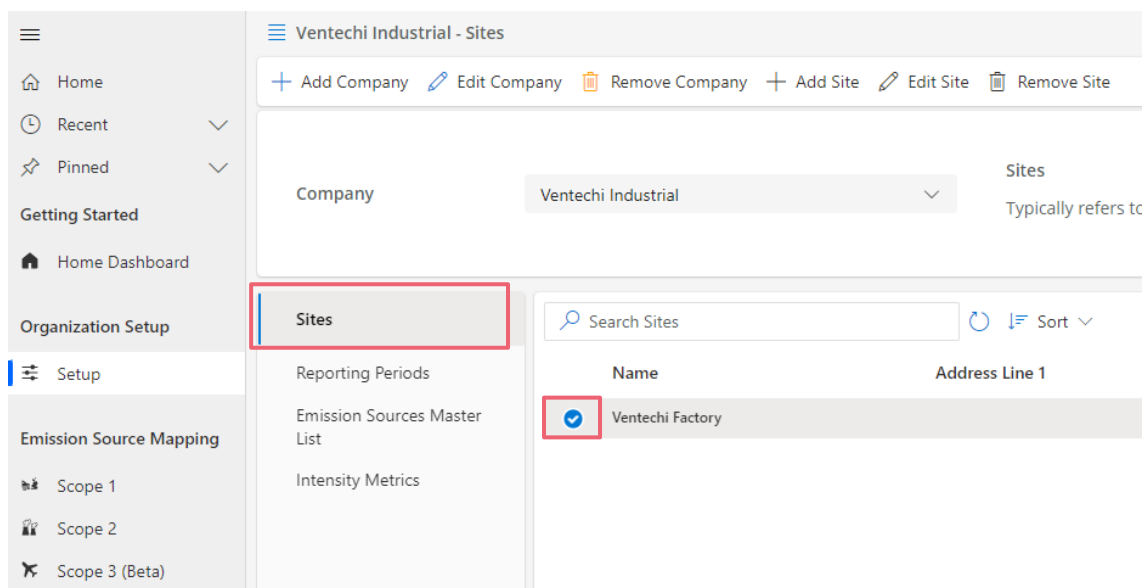 Ventechi Industrial - Sites
Home
Recent
Pinned
Getting Started
Home Dashboard
Organization Setup
Setup
Emission Source Mapping
Scope 1
Scope 2
Scope 3 (Beta)
Add Company
Edit Company
Remove Company
Add Site
Edit Site
Remove Site
Company
Ventechi Industrial
Sites
Typically refers to
Sites
Reporting Periods
Emission Sources Master
List
Intensity Metrics
Search Sites
Sort
Name
Address Line 1
Ventechi Factory